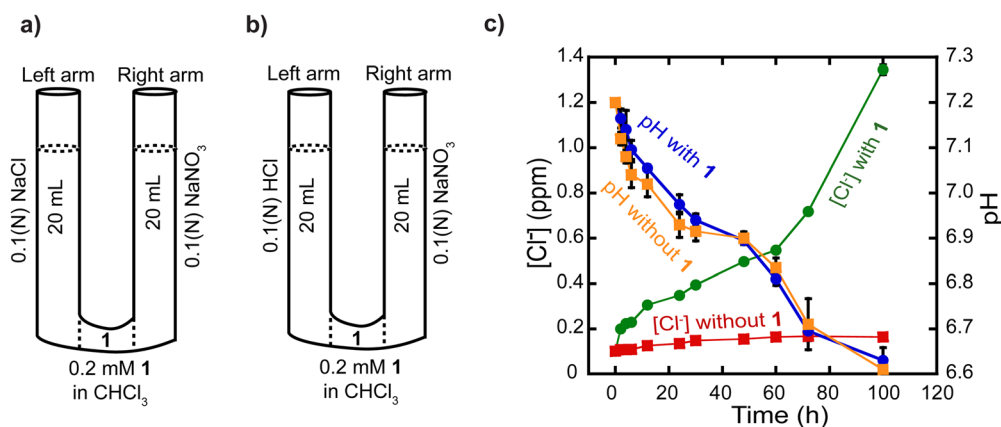 a)
Left arm Right arm
0.1(N) NaCl
20 mL
20 mL
0.1(N) NaNO3
1
0.2 mM 1
in CHCl3
b)
Left arm Right arm
0.1(N) HCl
20 mL
20 mL
0.1(N) NaNO3
1
0.2 mM 1
in CHCl3
c)
[Cl-] (ppm)
1.4
1.2
1.0
0.8
0.6
0.4
0.2
0
pH with 1
pH without 1
[Cl-] with 1
[Cl-] without 1
7.3
7.2
7.1
7.0
6.9
6.8
6.7
6.6
pH
0 20 40 60 80 100 120
Time (h)